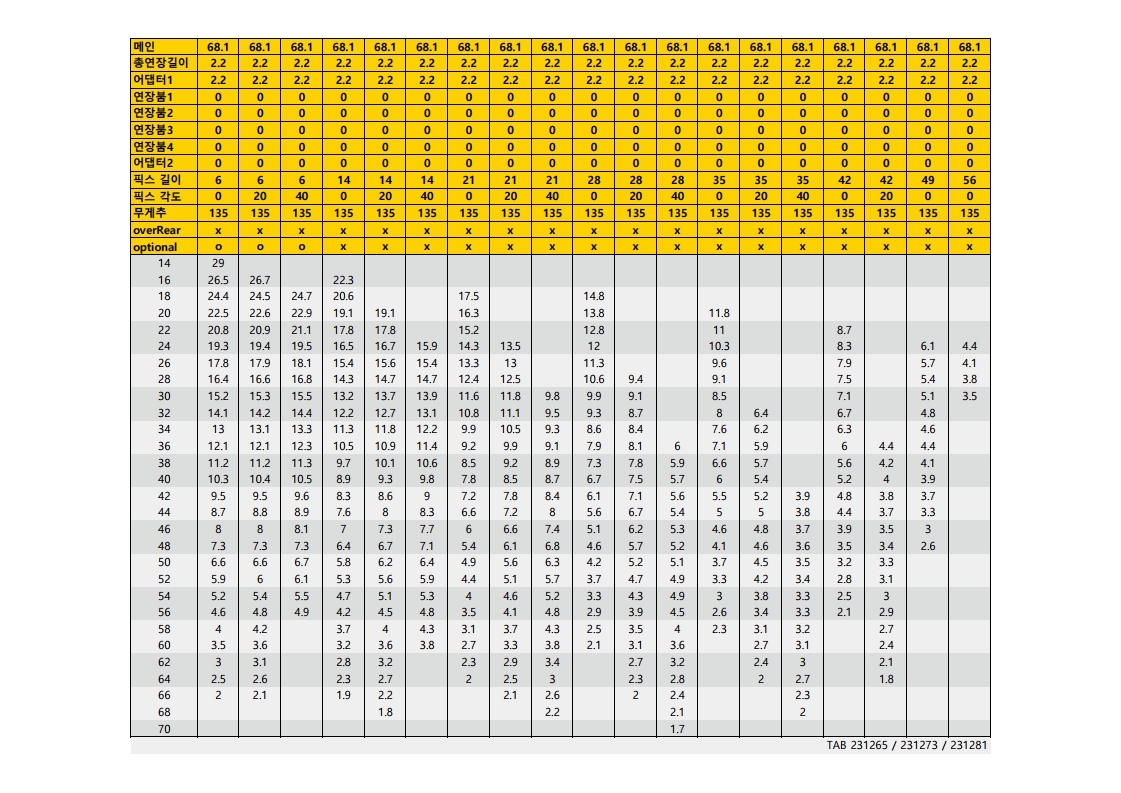 메인 68.1 68.1 68.1 68.1 68.1 68.1 68.1 68.1 68.1 68.1 68.1 68.1 68.1 68.1 68.1 68.1 68.1 68.1 68.1
총연장길이 2.2 2.2 2.2 2.2 2.2 2.2 2.2 2.2 2.2 2.2 2.2 2.2 2.2 2.2 2.2 2.2 2.2 2.2 2.2
어댑터1 2.2 2.2 2.2 2.2 2.2 2.2 2.2 2.2 2.2 2.2 2.2 2.2 2.2 2.2 2.2 2.2 2.2 2.2 2.2
연장붐1 0 0 0 0 0 0 0 0 0 0 0 0 0 0 0 0 0 0 0
연장붐2 0 0 0 0 0 0 0 0 0 0 0 0 0 0 0 0 0 0 0
연장붐3 0 0 0 0 0 0 0 0 0 0 0 0 0 0 0 0 0 0 0
연장붐4 0 0 0 0 0 0 0 0 0 0 0 0 0 0 0 0 0 0 0
어댑터2 0 0 0 0 0 0 0 0 0 0 0 0 0 0 0 0 0 0 0
픽스 길이 6 6 6 14 14 14 21 21 21 28 28 28 35 35 35 42 42 49 56
픽스 각도 0 20 40 0 20 40 0 20 40 0 20 40 0 20 40 0 20 0 0
무게추 135 135 135 135 135 135 135 135 135 135 135 135 135 135 135 135 135 135 135
overRear x x x x x x x x x x x x x x x x x x x
optional o o o x x x x x x x x x x x x x x x x
14 29
16 26.5 26.7 22.3
18 24.4 24.5 24.7 20.6 17.5 14.8
20 22.5 22.6 22.9 19.1 19.1 16.3 13.8 11.8
22 20.8 20.9 21.1 17.8 17.8 15.2 12.8 11 8.7
24 19.3 19.4 19.5 16.5 16.7 15.9 14.3 13.5 12 10.3 8.3 6.1 4.4
26 17.8 17.9 18.1 15.4 15.6 15.4 13.3 13 11.3 9.6 7.9 5.7 4.1
28 16.4 16.6 16.8 14.3 14.7 14.7 12.4 12.5 10.6 9.4 9.1 7.5 5.4 3.8
30 15.2 15.3 15.5 13.2 13.7 13.9 11.6 11.8 9.8 9.9 9.1 8.5 7.1 5.1 3.5
32 14.1 14.2 14.4 12.2 12.7 13.1 10.8 11.1 9.5 9.3 8.7 8 6.4 6.7 4.8
34 13 13.1 13.3 11.3 11.8 12.2 9.9 10.5 9.3 8.6 8.4 7.6 6.2 6.3 4.6
36 12.1 12.1 12.3 10.5 10.9 11.4 9.2 9.9 9.1 7.9 8.1 6 7.1 5.9 6 4.4 4.4
38 11.2 11.2 11.3 9.7 10.1 10.6 8.5 9.2 8.9 7.3 7.8 5.9 6.6 5.7 5.6 4.2 4.1
40 10.3 10.4 10.5 8.9 9.3 9.8 7.8 8.5 8.7 6.7 7.5 5.7 6 5.4 5.2 4 3.9
42 9.5 9.5 9.6 8.3 8.6 9 7.2 7.8 8.4 6.1 7.1 5.6 5.5 5.2 3.9 4.8 3.8 3.7
44 8.7 8.8 8.9 7.6 8 8.3 6.6 7.2 8 5.6 6.7 5.4 5 5 3.8 4.4 3.7 3.3
46 8 8 8.1 7 7.3 7.7 6 6.6 7.4 5.1 6.2 5.3 4.6 4.8 3.7 3.9 3.5 3
48 7.3 7.3 7.3 6.4 6.7 7.1 5.4 6.1 6.8 4.6 5.7 5.2 4.1 4.6 3.6 3.5 3.4 2.6
50 6.6 6.6 6.7 5.8 6.2 6.4 4.9 5.6 6.3 4.2 5.2 5.1 3.7 4.5 3.5 3.2 3.3
52 5.9 6 6.1 5.3 5.6 5.9 4.4 5.1 5.7 3.7 4.7 4.9 3.3 4.2 3.4 2.8 3.1
54 5.2 5.4 5.5 4.7 5.1 5.3 4 4.6 5.2 3.3 4.3 4.9 3 3.8 3.3 2.5 3
56 4.6 4.8 4.9 4.2 4.5 4.8 3.5 4.1 4.8 2.9 3.9 4.5 2.6 3.4 3.3 2.1 2.9
58 4 4.2 3.7 4 4.3 3.1 3.7 4.3 2.5 3.5 4 2.3 3.1 3.2 2.7
60 3.5 3.6 3.2 3.6 3.8 2.7 3.3 3.8 2.1 3.1 3.6 2.7 3.1 2.4
62 3 3.1 2.8 3.2 2.3 2.9 3.4 2.7 3.2 2.4 3 2.1
64 2.5 2.6 2.3 2.7 2 2.5 3 2.3 2.8 2 2.7 1.8
66 2 2.1 1.9 2.2 2.1 2.6 2 2.4 2.3
68 1.8 2.2 2.1 2
70 1.7
TAB 231265 / 231273 / 231281